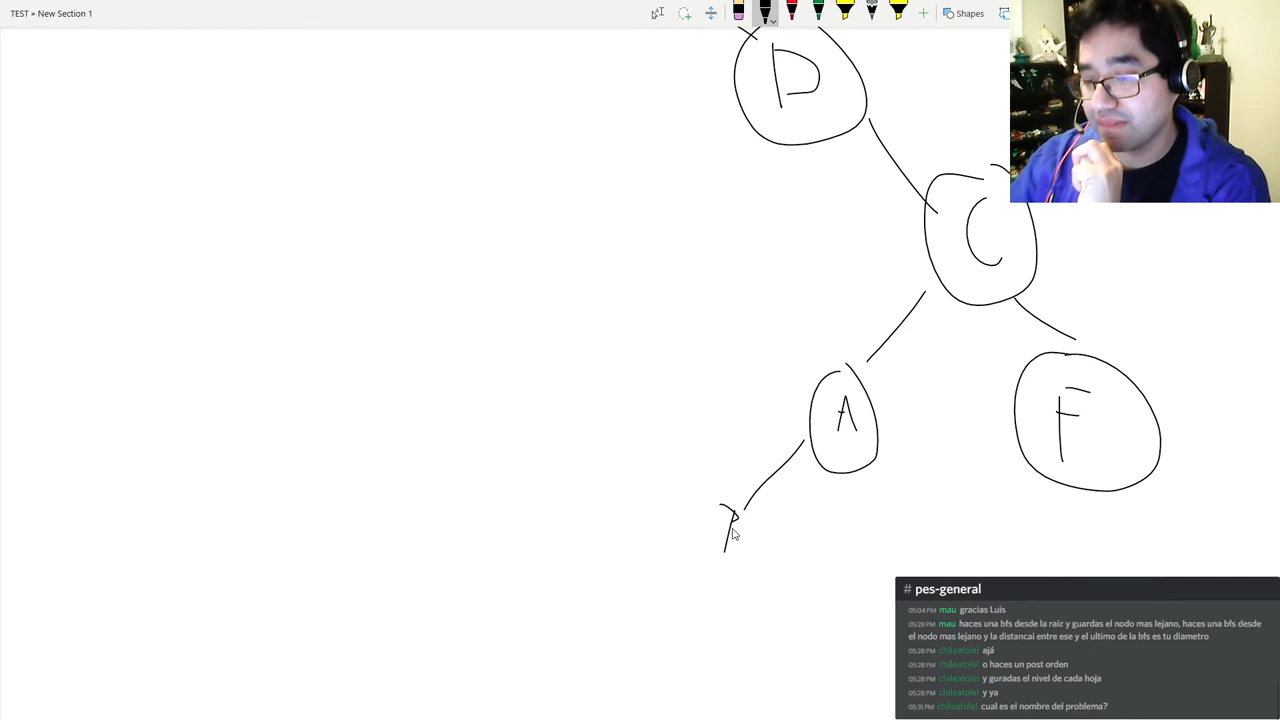 TEST » New Section 1
Shapes
D
C
A
F
P
# pes-general
05:04 PM mau gracias Luis
05:28 PM mau haces una bfs desde la raiz y guardas el nodo mas lejano, haces una bfs desde
el nodo mas lejano y la distancai entre ese y el ultimo de la bfs es tu diametro
05:28 PM chileatole! ajá
05:28 PM chileatole! o haces un post orden
05:28 PM chileatole! y guradas el nivel de cada hoja
05:28 PM chileatole! y ya
05:31 PM chileatole! cual es el nombre del problema?